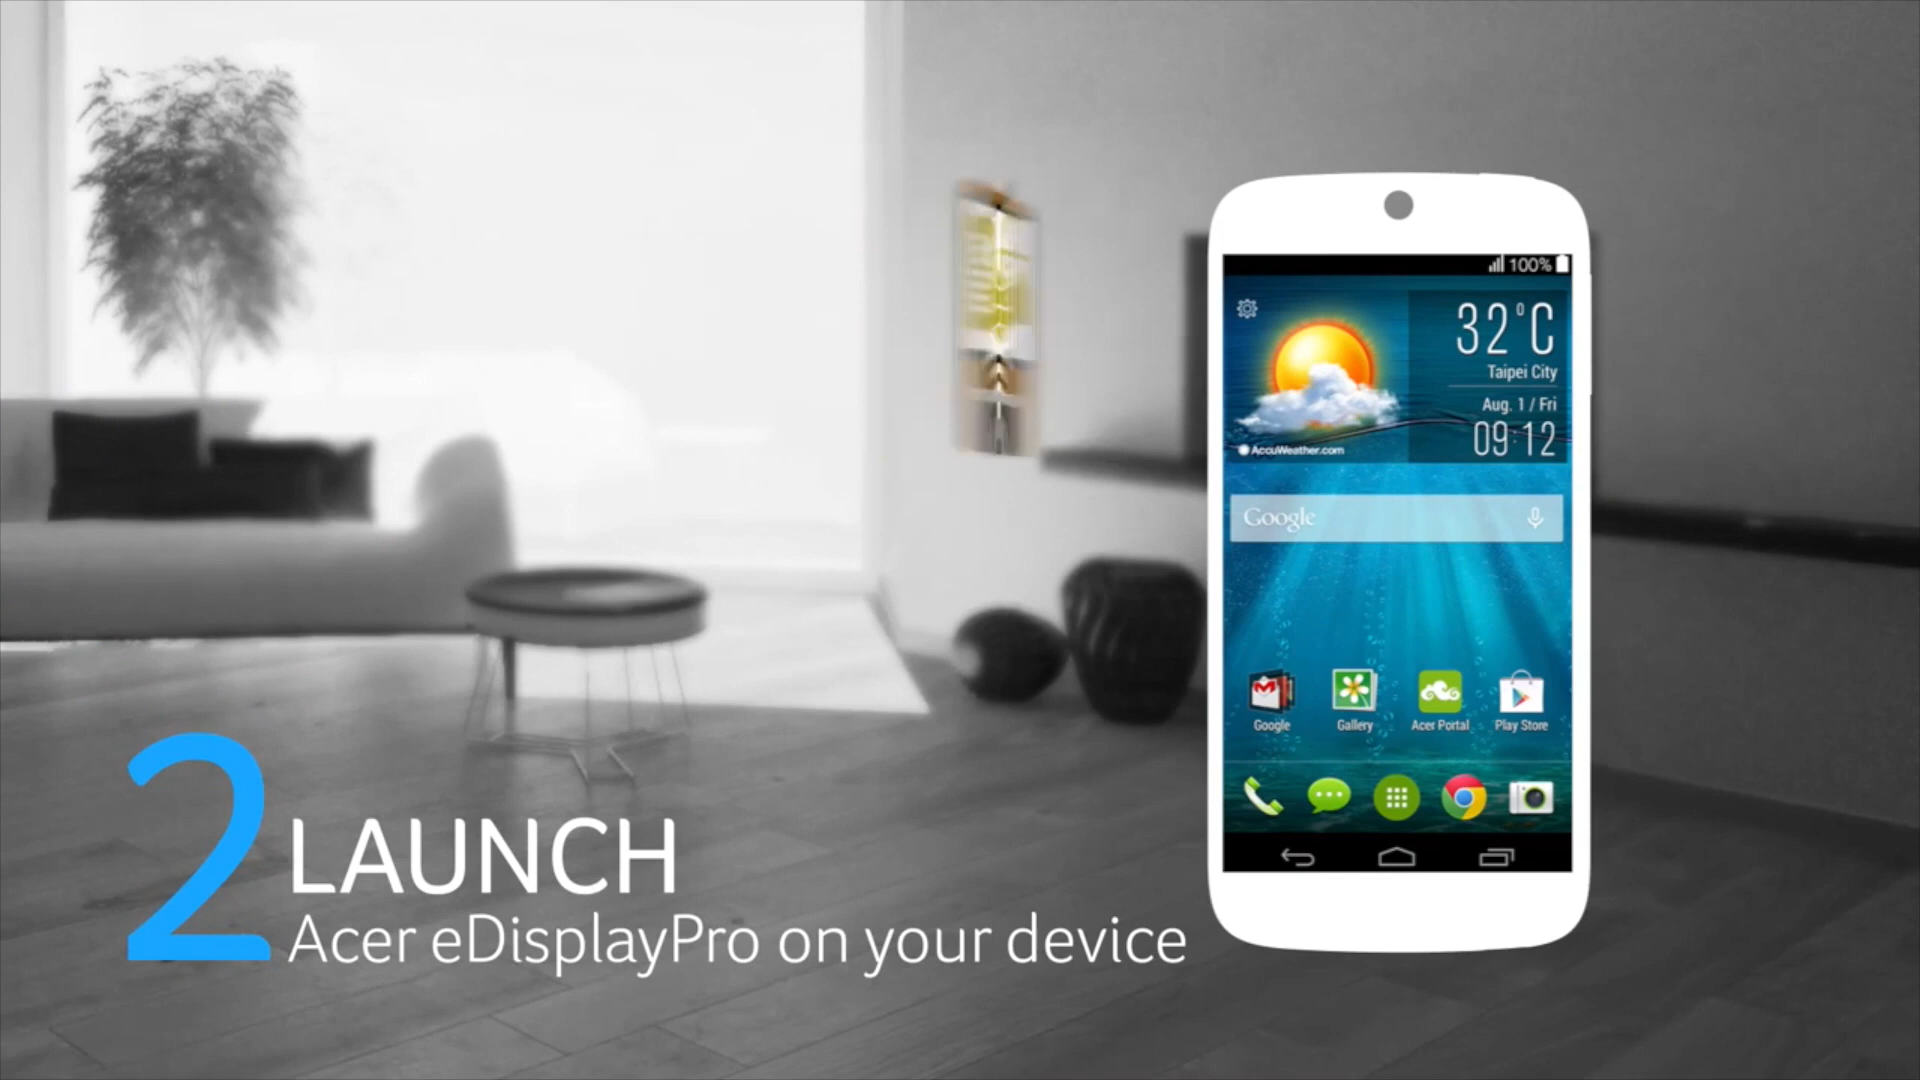 100%
32°C
Taipei City
Aug. 1 / Fri
09:12
AccuWeather.com
Google
Google Gallery Acer Portal Play Store
2 LAUNCH
Acer eDisplayPro on your device